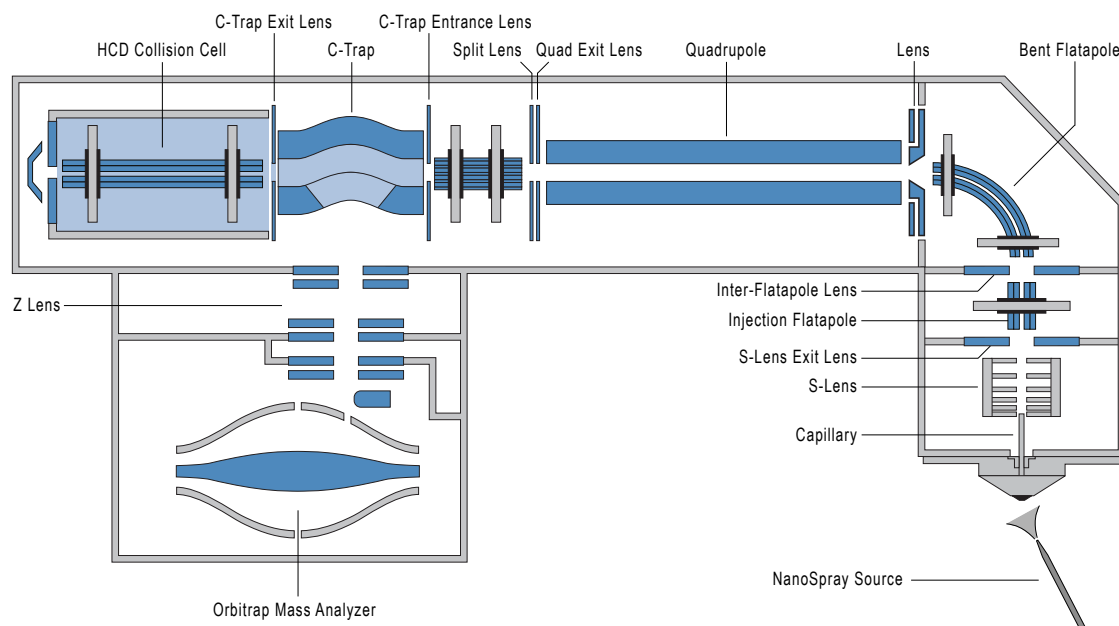 C-Trap Exit Lens
C-Trap Entrance Lens
HCD Collision Cell
C-Trap
Split Lens
Quad Exit Lens
Quadrupole
Lens
Bent Flatapole
Z Lens
Inter-Flatapole Lens
Injection Flatapole
S-Lens Exit Lens
S-Lens
Capillary
NanoSpray Source
Orbitrap Mass Analyzer